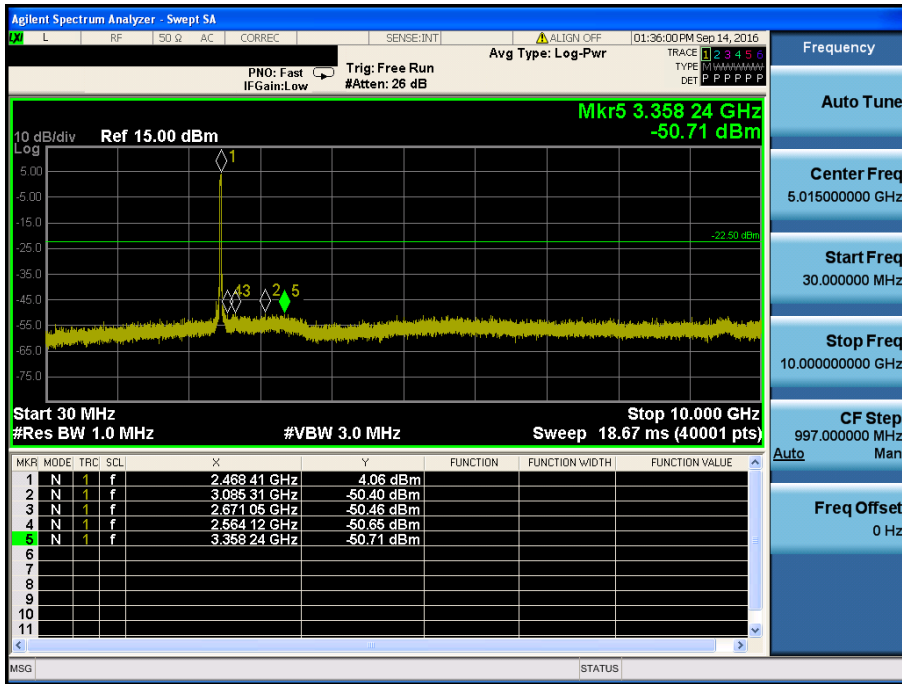 Agilent Spectrum Analyzer - Swept SA
LXI L RF 50 Ω AC CORREC SENSE:INT ALIGN OFF 01:36:00 PM Sep 14, 2016
Avg Type: Log-Pwr TRACE 1 2 3 4 5 6
PNO: Fast Trig: Free Run TYPE M WWWWW
IFGain:Low #Atten: 26 dB DET P P P P P P
Mkr5 3.358 24 GHz
10 dB/div Ref 15.00 dBm -50.71 dBm
Log
1
5.00
-5.00
-15.0
-22.50 dBm
-25.0
-35.0
4 3 2 5
-45.0
-55.0
-65.0
-75.0
Start 30 MHz Stop 10.000 GHz
#Res BW 1.0 MHz #VBW 3.0 MHz Sweep 18.67 ms (40001 pts)
MKR MODE TRC SCL X Y FUNCTION FUNCTION WIDTH FUNCTION VALUE
1 N 1 f 2.468 41 GHz 4.06 dBm
2 N 1 f 3.085 31 GHz -50.40 dBm
3 N 1 f 2.671 05 GHz -50.46 dBm
4 N 1 f 2.564 12 GHz -50.65 dBm
5 N 1 f 3.358 24 GHz -50.71 dBm
6
7
8
9
10
11
MSG STATUS
Frequency
Auto Tune
Center Freq
5.015000000 GHz
Start Freq
30.000000 MHz
Stop Freq
10.000000000 GHz
CF Step
997.000000 MHz
Auto Man
Freq Offset
0 Hz